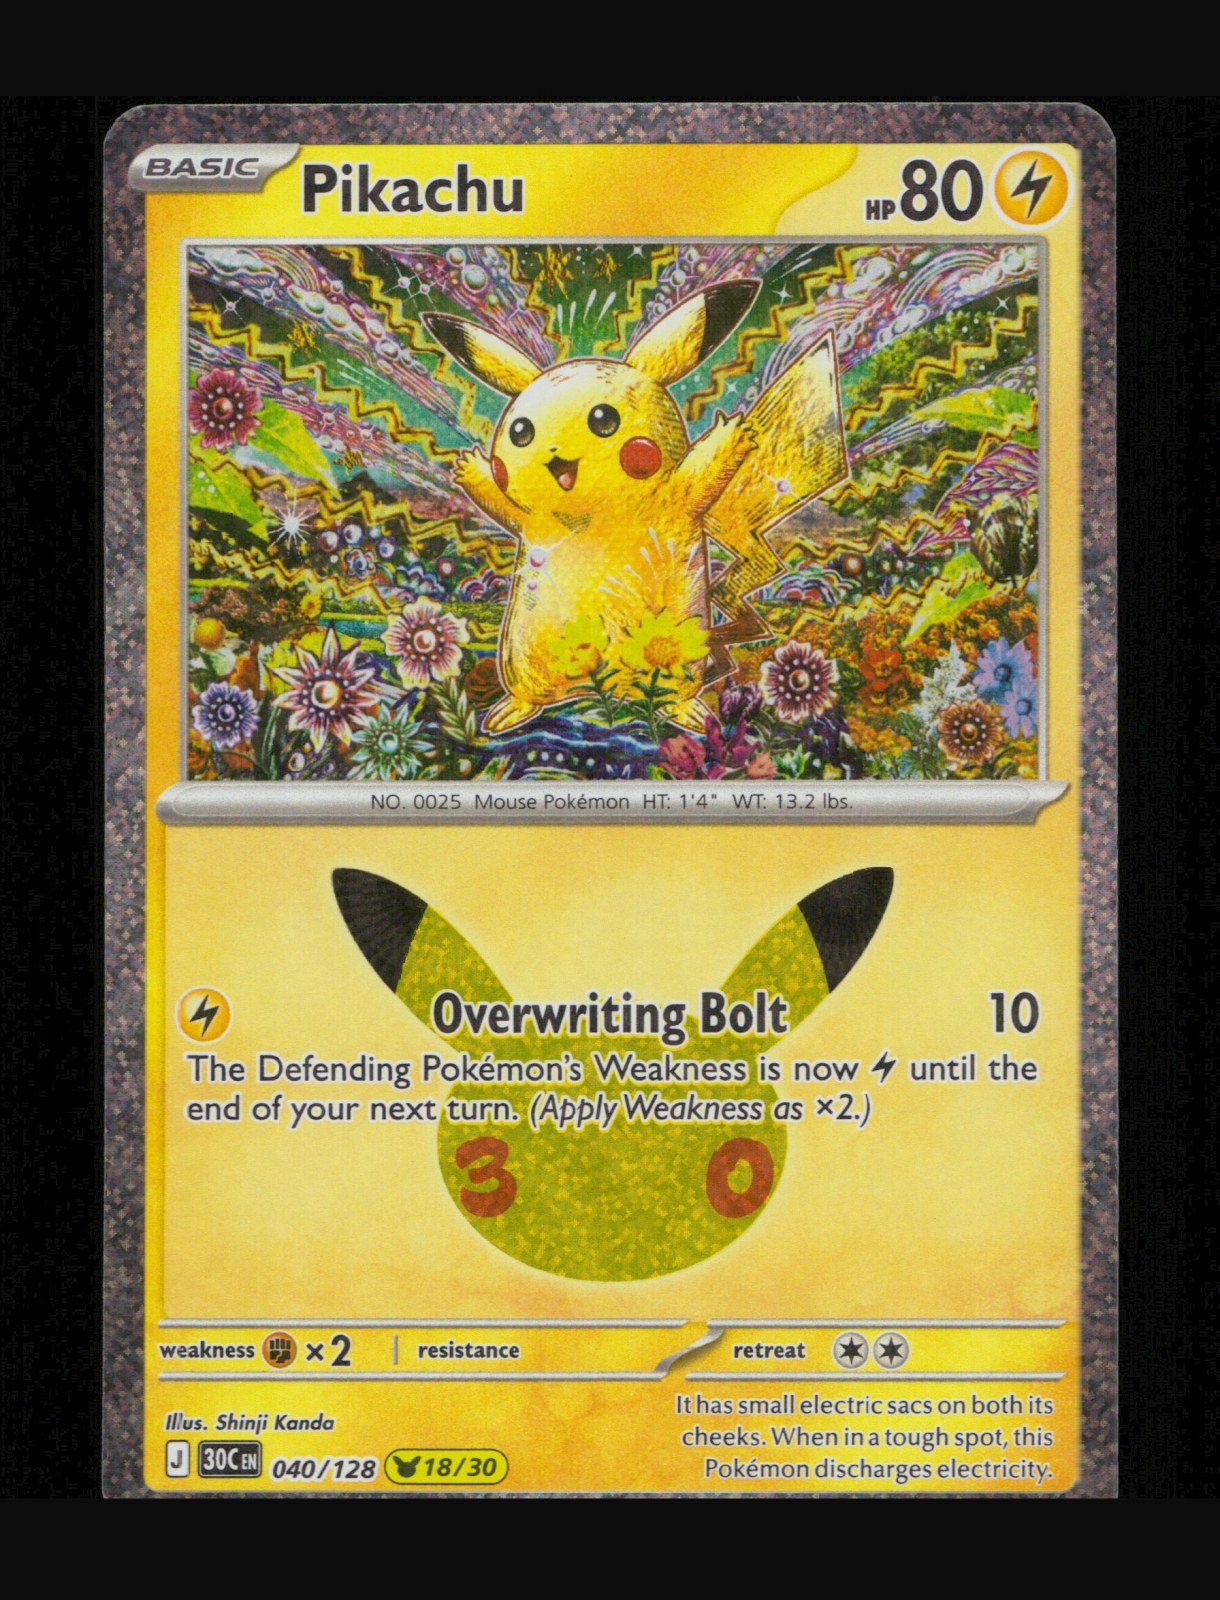 BASIC
Pikachu
HP 80
NO. 0025 Mouse Pokémon HT: 1'4" WT: 13.2 lbs.
Overwriting Bolt 10
The Defending Pokémon's Weakness is now until the
end of your next turn. (Apply Weakness as ×2.)
30
weakness ×2 resistance retreat
It has small electric sacs on both its
cheeks. When in a tough spot, this
Pokémon discharges electricity.
Illus. Shinji Kanda
J 30C EN 040/128 18/30